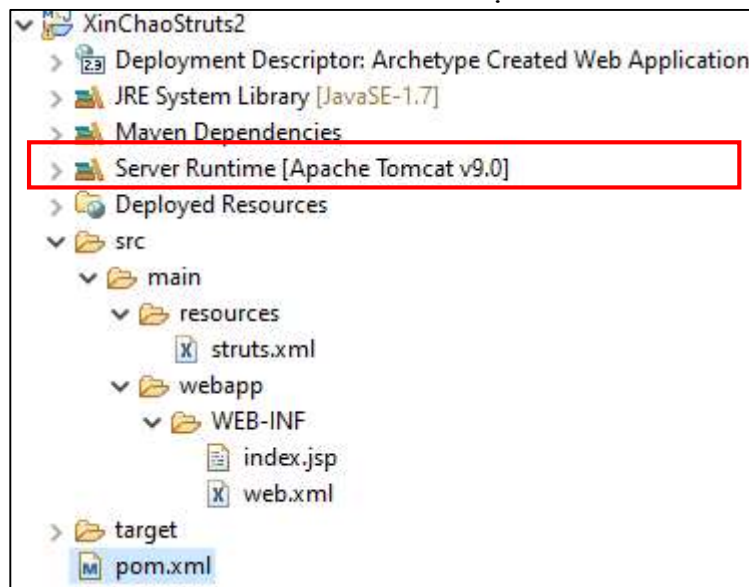 XinChaoStruts2
Deployment Descriptor: Archetype Created Web Application
JRE System Library [JavaSE-1.7]
Maven Dependencies
Server Runtime [Apache Tomcat v9.0]
Deployed Resources
src
main
resources
struts.xml
webapp
WEB-INF
index.jsp
web.xml
target
pom.xml